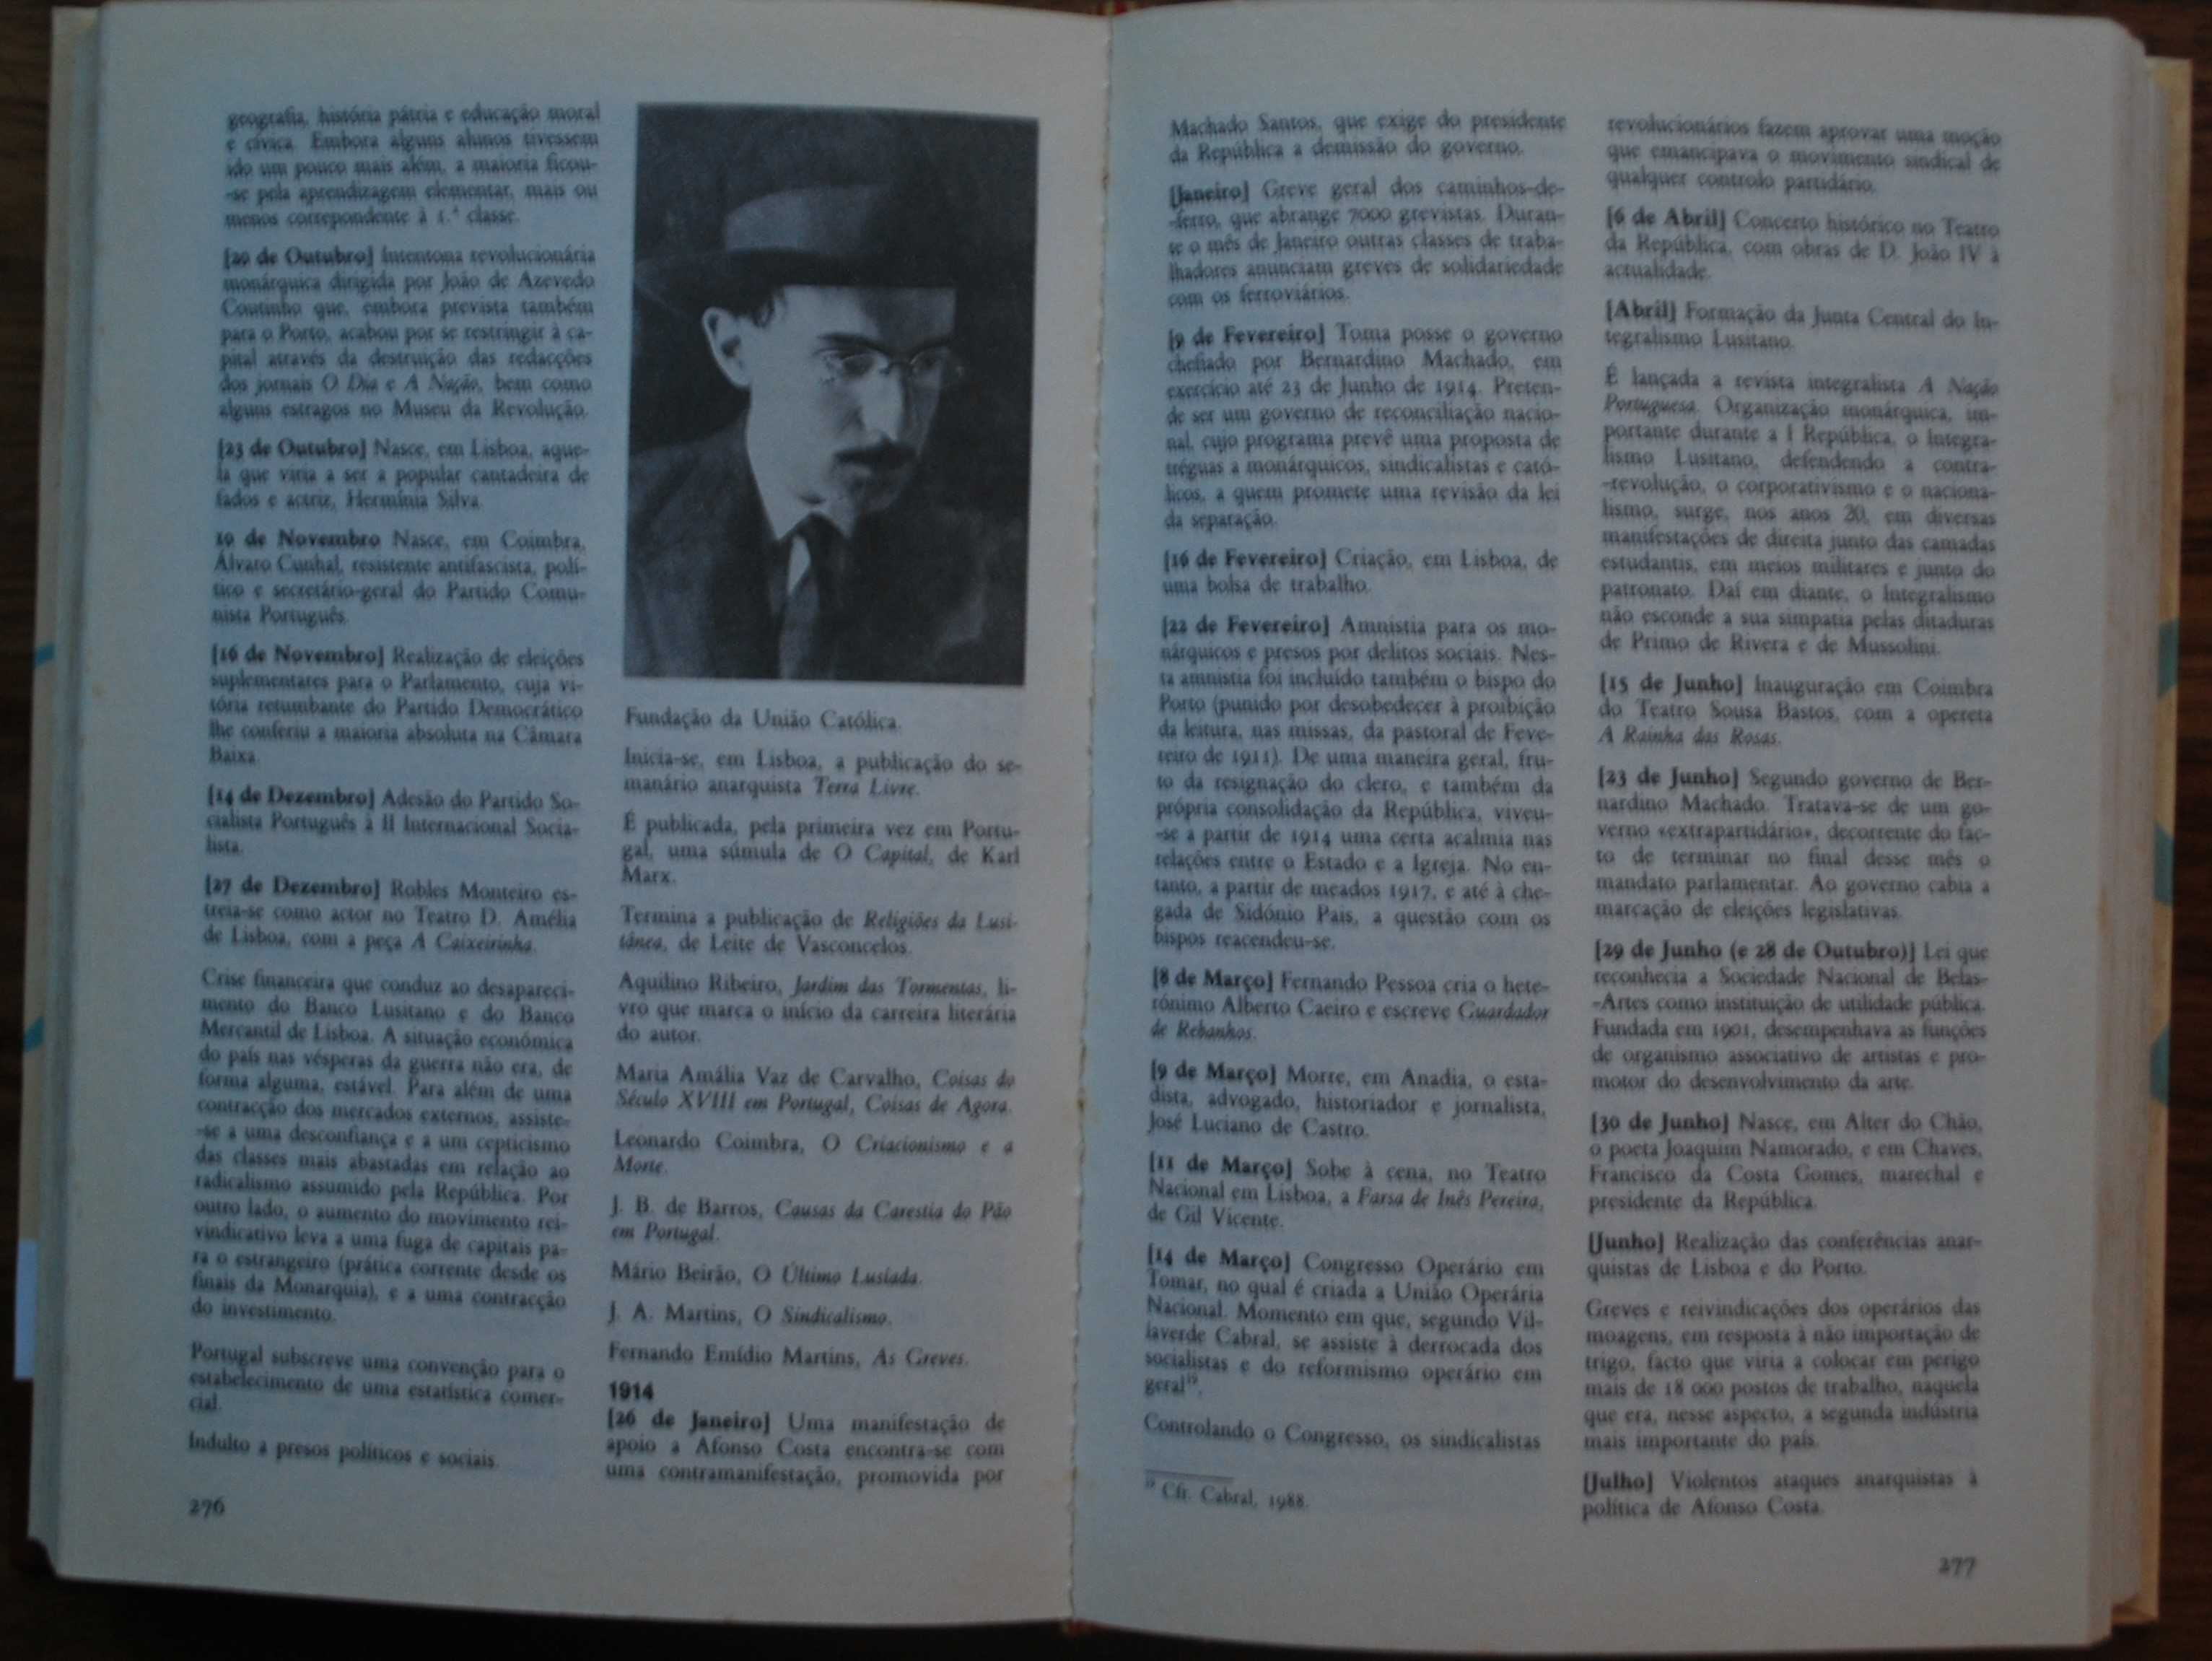 geografia, história pátria e educação moral
e cívica. Embora alguns alunos tivessem
ido um pouco mais além, a maioria ficou-
-se pela aprendizagem elementar, mais ou
menos correpondente à 1.ª classe.
[20 de Outubro] Intentona revolucionária
monárquica dirigida por João de Azevedo
Coutinho que, embora prevista também
para o Porto, acabou por se restringir à ca-
pital através da destruição das redacções
dos jornais O Dia e A Nação, bem como
alguns estragos no Museu da Revolução.
[23 de Outubro] Nasce, em Lisboa, aque-
la que viria a ser a popular cantadeira de
fados e actriz, Hermínia Silva.
10 de Novembro Nasce, em Coimbra,
Álvaro Cunhal, resistente antifascista, polí-
tico e secretário-geral do Partido Comu-
nista Português.
[16 de Novembro] Realização de eleições
suplementares para o Parlamento, cuja vi-
tória retumbante do Partido Democrático
lhe conferiu a maioria absoluta na Câmara
Baixa.
[14 de Dezembro] Adesão do Partido So-
cialista Português à II Internacional Socia-
lista.
[27 de Dezembro] Robles Monteiro es-
treia-se como actor no Teatro D. Amélia
de Lisboa, com a peça A Caixeirinha.
Crise financeira que conduz ao desapareci-
mento do Banco Lusitano e do Banco
Mercantil de Lisboa. A situação económica
do país nas vésperas da guerra não era, de
forma alguma, estável. Para além de uma
contracção dos mercados externos, assiste-
-se a uma desconfiança e a um cepticismo
das classes mais abastadas em relação ao
radicalismo assumido pela República. Por
outro lado, o aumento do movimento rei-
vindicativo leva a uma fuga de capitais pa-
ra o estrangeiro (prática corrente desde os
finais da Monarquia), e a uma contracção
do investimento.
Portugal subscreve uma convenção para o
estabelecimento de uma estatística comer-
cial.
Indulto a presos políticos e sociais.
276
Fundação da União Católica.
Inicia-se, em Lisboa, a publicação do se-
manário anarquista Terra Livre.
É publicada, pela primeira vez em Portu-
gal, uma súmula de O Capital, de Karl
Marx.
Termina a publicação de Religiões da Lusi-
tânea, de Leite de Vasconcelos.
Aquilino Ribeiro, Jardim das Tormentas, li-
vro que marca o início da carreira literária
do autor.
Maria Amália Vaz de Carvalho, Coisas do
Século XVIII em Portugal, Coisas de Agora.
Leonardo Coimbra, O Criacionismo e a
Morte.
J. B. de Barros, Causas da Carestia do Pão
em Portugal.
Mário Beirão, O Último Lusíada.
J. A. Martins, O Sindicalismo.
Fernando Emídio Martins, As Greves.
1914
[26 de Janeiro] Uma manifestação de
apoio a Afonso Costa encontra-se com
uma contramanifestação, promovida por
Machado Santos, que exige do presidente
da República a demissão do governo.
[Janeiro] Greve geral dos caminhos-de-
-ferro, que abrange 7000 grevistas. Duran-
te o mês de Janeiro outras classes de traba-
lhadores anunciam greves de solidariedade
com os ferroviários.
[9 de Fevereiro] Toma posse o governo
chefiado por Bernardino Machado, em
exercício até 23 de Junho de 1914. Preten-
de ser um governo de reconciliação nacio-
nal, cujo programa prevê uma proposta de
tréguas a monárquicos, sindicalistas e cató-
licos, a quem promete uma revisão da lei
da separação.
[16 de Fevereiro] Criação, em Lisboa, de
uma bolsa de trabalho.
[22 de Fevereiro] Amnistia para os mo-
nárquicos e presos por delitos sociais. Nes-
ta amnistia foi incluído também o bispo do
Porto (punido por desobedecer à proibição
da leitura, nas missas, da pastoral de Feve-
reiro de 1911). De uma maneira geral, fru-
to da resignação do clero, e também da
própria consolidação da República, viveu-
-se a partir de 1914 uma certa acalmia nas
relações entre o Estado e a Igreja. No en-
tanto, a partir de meados 1917, e até à che-
gada de Sidónio Pais, a questão com os
bispos reacendeu-se.
[8 de Março] Fernando Pessoa cria o hete-
rónimo Alberto Caeiro e escreve Guardador
de Rebanhos.
[9 de Março] Morre, em Anadia, o esta-
dista, advogado, historiador e jornalista,
José Luciano de Castro.
[11 de Março] Sobe à cena, no Teatro
Nacional em Lisboa, a Farsa de Inês Pereira,
de Gil Vicente.
[14 de Março] Congresso Operário em
Tomar, no qual é criada a União Operária
Nacional. Momento em que, segundo Vil-
laverde Cabral, se assiste à derrocada dos
socialistas e do reformismo operário em
geral.
Controlando o Congresso, os sindicalistas
Cfr. Cabral, 1988.
revolucionários fazem aprovar uma moção
que emancipava o movimento sindical de
qualquer controlo partidário.
[6 de Abril] Concerto histórico no Teatro
da República, com obras de D. João IV à
actualidade.
[Abril] Formação da Junta Central do In-
tegralismo Lusitano.
É lançada a revista integralista A Nação
Portuguesa. Organização monárquica, im-
portante durante a I República, o Integra-
lismo Lusitano, defendendo a contra-
-revolução, o corporativismo e o naciona-
lismo, surge, nos anos 20, em diversas
manifestações de direita junto das camadas
estudantis, em meios militares e junto do
patronato. Daí em diante, o Integralismo
não esconde a sua simpatia pelas ditaduras
de Primo de Rivera e de Mussolini.
[15 de Junho] Inauguração em Coimbra
do Teatro Sousa Bastos, com a opereta
A Rainha das Rosas.
[23 de Junho] Segundo governo de Ber-
nardino Machado. Tratava-se de um go-
verno «extrapartidário», decorrente do fac-
to de terminar no final desse mês o
mandato parlamentar. Ao governo cabia a
marcação de eleições legislativas.
[29 de Junho (e 28 de Outubro)] Lei que
reconhecia a Sociedade Nacional de Belas-
-Artes como instituição de utilidade pública.
Fundada em 1901, desempenhava as funções
de organismo associativo de artistas e pro-
motor do desenvolvimento da arte.
[30 de Junho] Nasce, em Alter do Chão,
o poeta Joaquim Namorado, e em Chaves,
Francisco da Costa Gomes, marechal e
presidente da República.
[Junho] Realização das conferências anar-
quistas de Lisboa e do Porto.
Greves e reivindicações dos operários das
moagens, em resposta à não importação de
trigo, facto que viria a colocar em perigo
mais de 18 000 postos de trabalho, naquela
que era, nesse aspecto, a segunda indústria
mais importante do país.
[Julho] Violentos ataques anarquistas à
política de Afonso Costa.
277